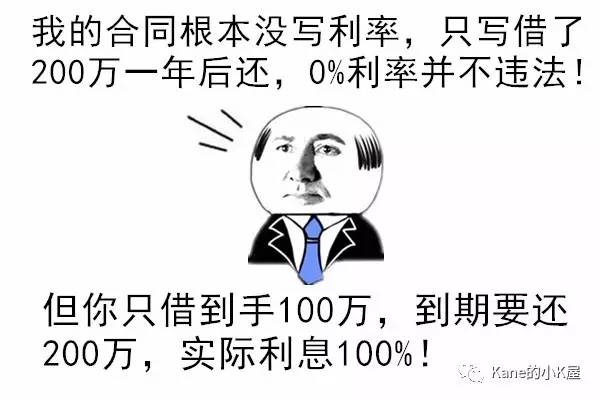 我的合同根本没写利率，只写借了
200万一年后还，0%利率并不违法！
但你只借到手100万，到期要还
200万，实际利息100%！
Kane的小K屋